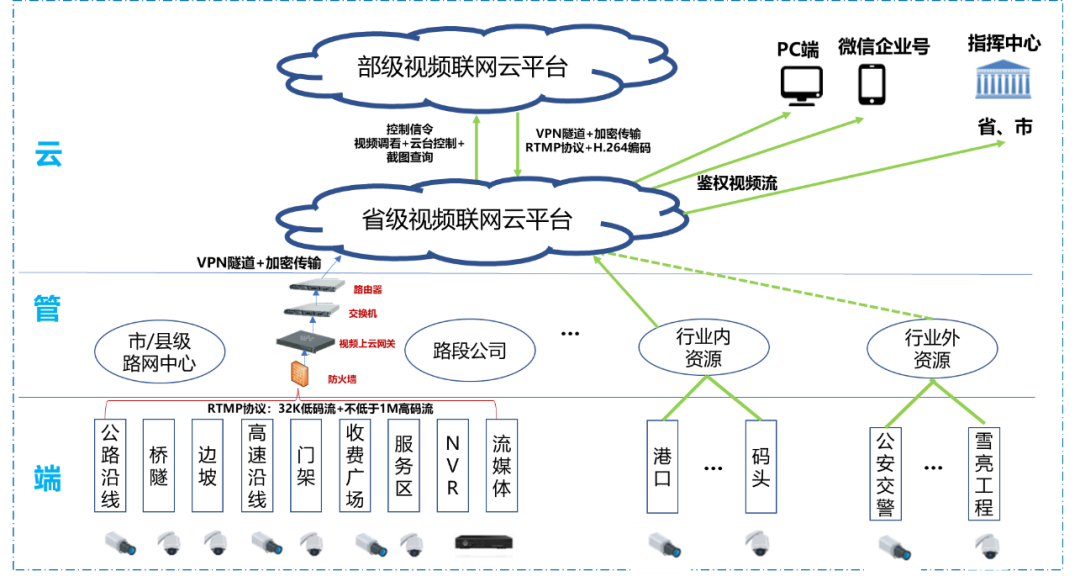 部级视频联网云平台
PC端
微信企业号
指挥中心
省、市
云
控制信令
视频调看+云台控制+
截图查询
VPN隧道+加密传输
RTMP协议+H.264编码
鉴权视频流
省级视频联网云平台
VPN隧道+加密传输
管
路由器
交换机
视频上云网关
防火墙
市/县级
路网中心
路段公司
...
行业内
资源
行业外
资源
RTMP协议：32K低码流+不低于1M高码流
端
公路沿线
桥隧
边坡
高速沿线
门架
收费广场
服务区
NVR
流媒体
港口
...
码头
公安交警
...
雪亮工程